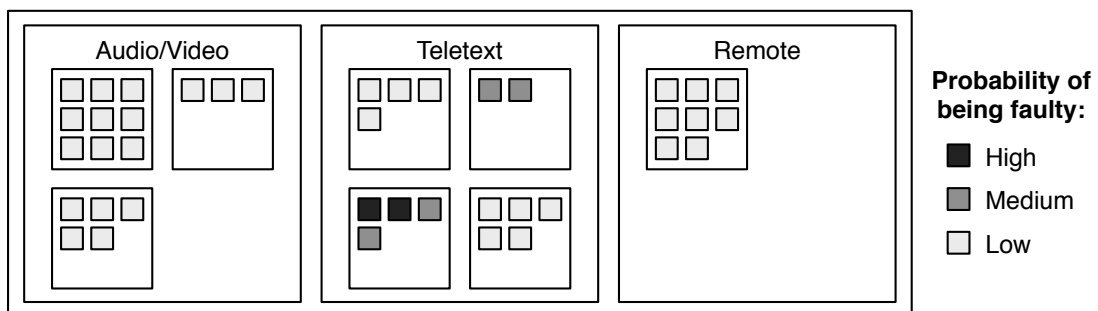 Audio/Video
Teletext
Remote
Probability of
being faulty:
High
Medium
Low